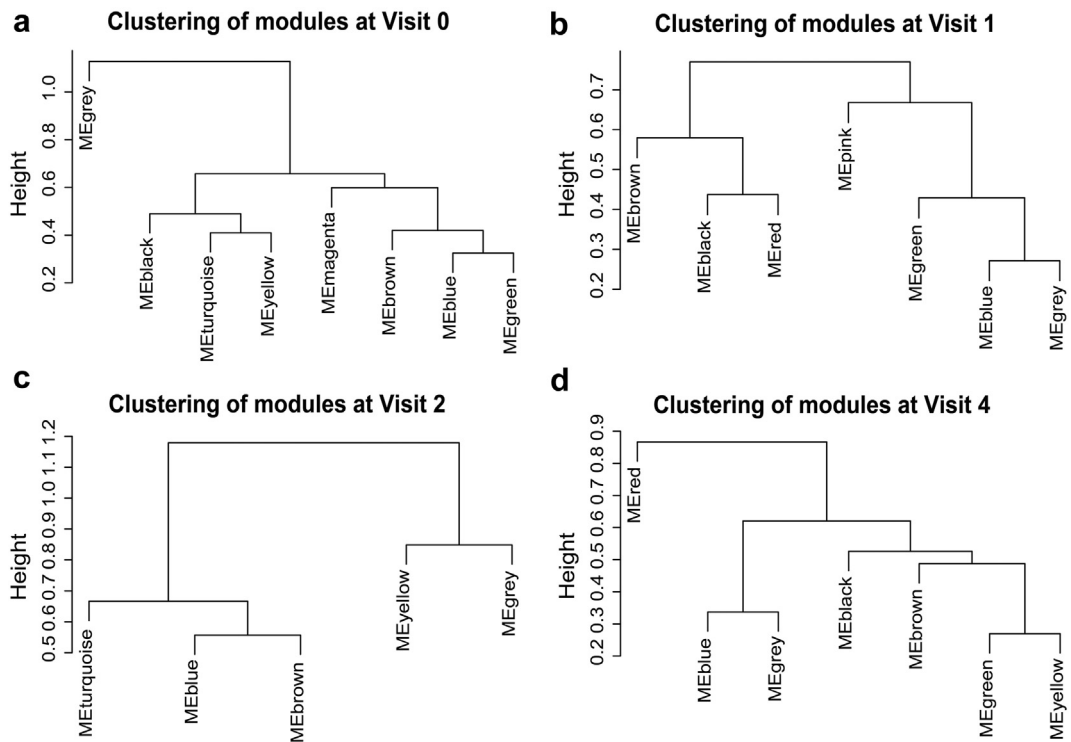 a
Clustering of modules at Visit 0
Height
1.0
0.8
0.6
0.4
0.2
MEgrey
MEblack
MEturquoise
MEyellow
MEmagenta
MEbrown
MEblue
MEgreen
b
Clustering of modules at Visit 1
Height
0.7
0.6
0.5
0.4
0.3
0.2
MEbrown
MEblack
MEred
MEpink
MEgreen
MEblue
MEgrey
c
Clustering of modules at Visit 2
Height
1.2
1.1
1.0
0.9
0.8
0.7
0.6
0.5
MEturquoise
MEblue
MEbrown
MEyellow
MEgrey
d
Clustering of modules at Visit 4
Height
0.9
0.8
0.7
0.6
0.5
0.4
0.3
0.2
MEred
MEblue
MEgrey
MEblack
MEbrown
MEgreen
MEyellow